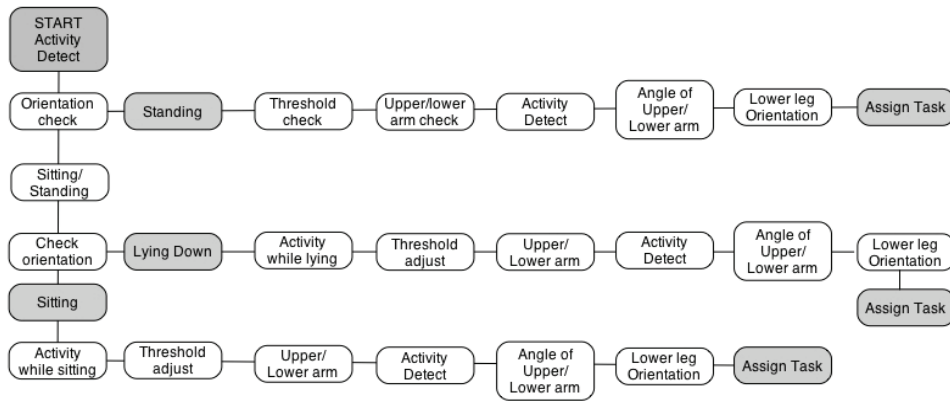 START
Activity
Detect
Orientation
check
Standing
Threshold
check
Upper/lower
arm check
Activity
Detect
Angle of
Upper/
Lower arm
Lower leg
Orientation
Assign Task
Sitting/
Standing
Check
orientation
Lying Down
Activity
while lying
Threshold
adjust
Upper/
Lower arm
Activity
Detect
Angle of
Upper/
Lower arm
Lower leg
Orientation
Assign Task
Sitting
Activity
while sitting
Threshold
adjust
Upper/
Lower arm
Activity
Detect
Angle of
Upper/
Lower arm
Lower leg
Orientation
Assign Task